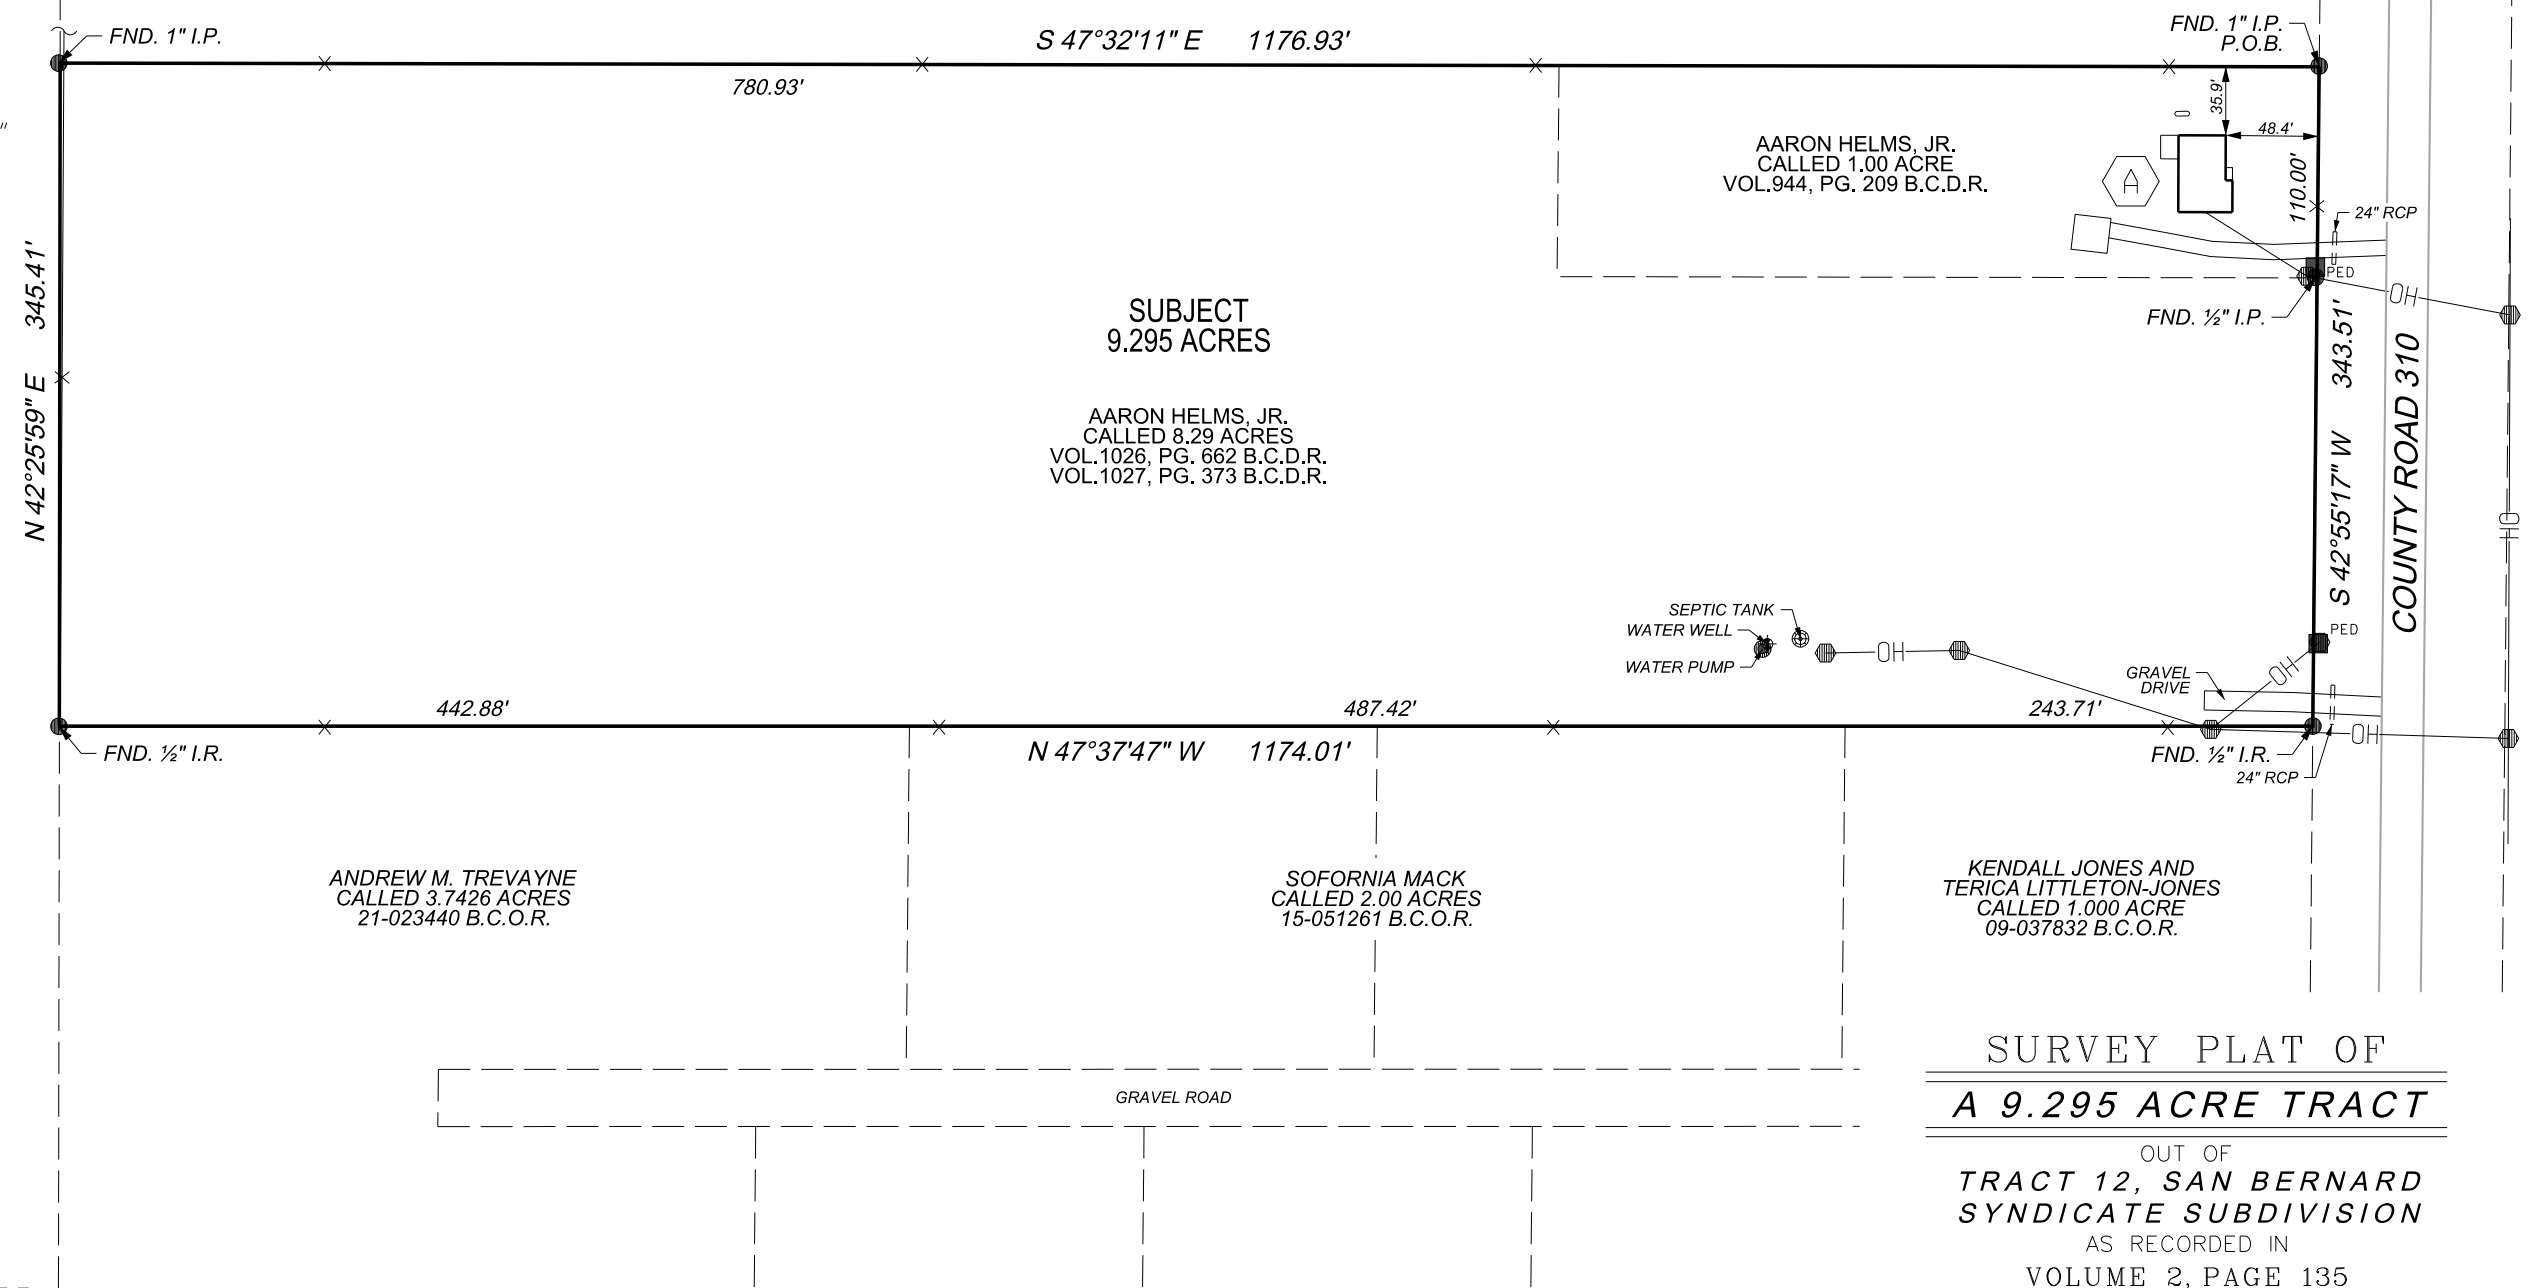 FND. 1" I.P.
S 47°32'11" E 1176.93'
FND. 1" I.P.
P.O.B.
780.93'
"
35.9'
48.4'
AARON HELMS, JR.
CALLED 1.00 ACRE
VOL.944, PG. 209 B.C.D.R.
A
110.00'
24" RCP
PED
OH
FND. ½" I.P.
N 42°25'59" E 345.41'
SUBJECT
9.295 ACRES
AARON HELMS, JR.
CALLED 8.29 ACRES
VOL.1026, PG. 662 B.C.D.R.
VOL.1027, PG. 373 B.C.D.R.
S 42°55'17" W 343.51'
COUNTY ROAD 310
OH
SEPTIC TANK
WATER WELL
WATER PUMP
OH
PED
OH
GRAVEL
DRIVE
442.88'
487.42'
243.71'
FND. ½" I.R.
N 47°37'47" W 1174.01'
OH
FND. ½" I.R.
24" RCP
ANDREW M. TREVAYNE
CALLED 3.7426 ACRES
21-023440 B.C.O.R.
SOFORNIA MACK
CALLED 2.00 ACRES
15-051261 B.C.O.R.
KENDALL JONES AND
TERICA LITTLETON-JONES
CALLED 1.000 ACRE
09-037832 B.C.O.R.
GRAVEL ROAD
SURVEY PLAT OF
A 9.295 ACRE TRACT
OUT OF
TRACT 12, SAN BERNARD
SYNDICATE SUBDIVISION
AS RECORDED IN
VOLUME 2, PAGE 135